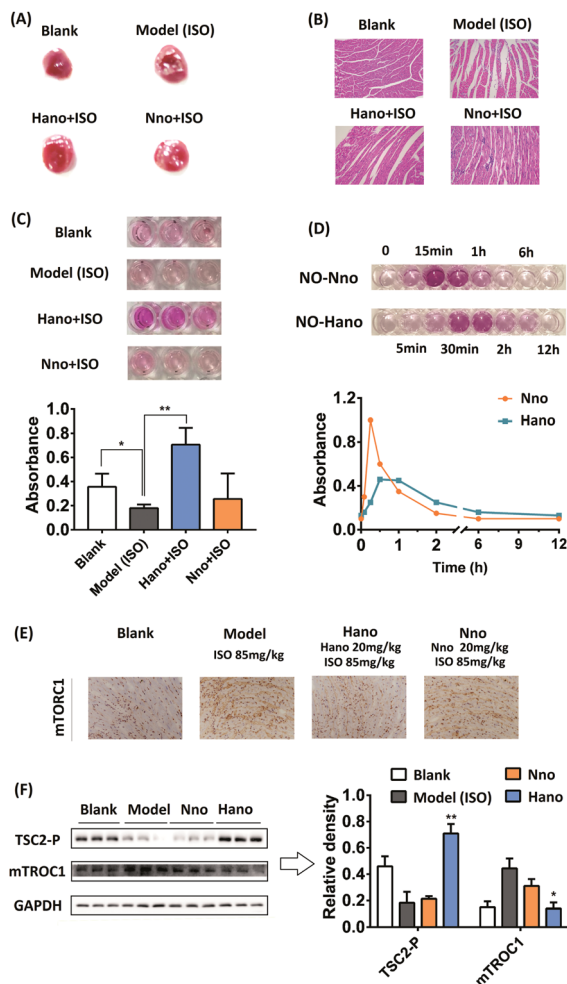 (A)
Blank
Model (ISO)
Hano+ISO
Nno+ISO
(B)
Blank
Model (ISO)
Hano+ISO
Nno+ISO
(C)
Blank
Model (ISO)
Hano+ISO
Nno+ISO
Absorbance
1.0
0.8
0.6
0.4
0.2
0.0
*
**
Blank
Model (ISO)
Hano+ISO
Nno+ISO
(D)
0
15min
1h
6h
NO-Nno
NO-Hano
5min
30min
2h
12h
Absorbance
1.2
0.8
0.4
0.0
Nno
Hano
0
1
2
6
9
12
Time (h)
(E)
Blank
Model
ISO 85mg/kg
Hano
Hano 20mg/kg
ISO 85mg/kg
Nno
Nno 20mg/kg
ISO 85mg/kg
mTORC1
(F)
Blank
Model
Nno
Hano
TSC2-P
mTROC1
GAPDH
Blank
Model (ISO)
Nno
Hano
Relative density
1.0
0.8
0.6
0.4
0.2
0.0
**
*
TSC2-P
mTROC1